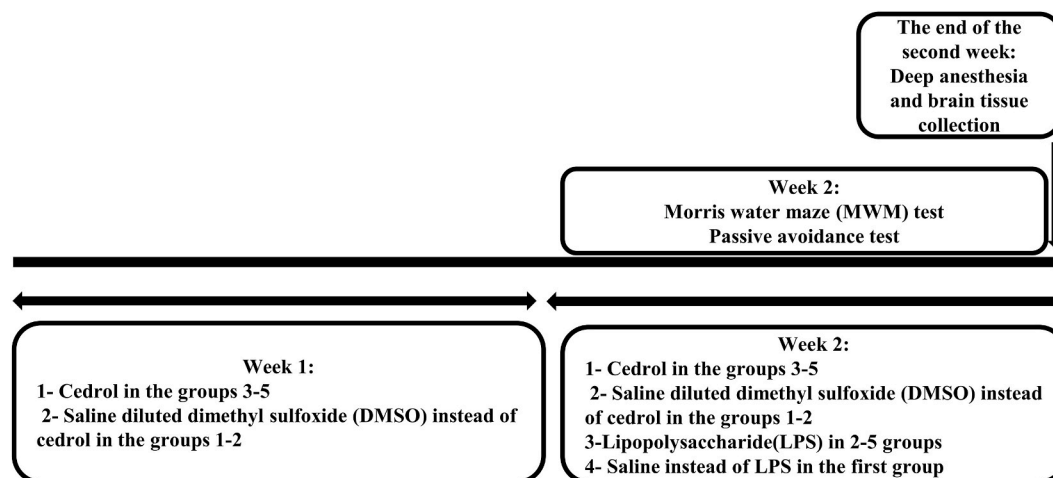 The end of the
second week:
Deep anesthesia
and brain tissue
collection
Week 2:
Morris water maze (MWM) test
Passive avoidance test
Week 1:
1- Cedrol in the groups 3-5
2- Saline diluted dimethyl sulfoxide (DMSO) instead of
cedrol in the groups 1-2
Week 2:
1- Cedrol in the groups 3-5
2- Saline diluted dimethyl sulfoxide (DMSO) instead
of cedrol in the groups 1-2
3-Lipopolysaccharide(LPS) in 2-5 groups
4- Saline instead of LPS in the first group